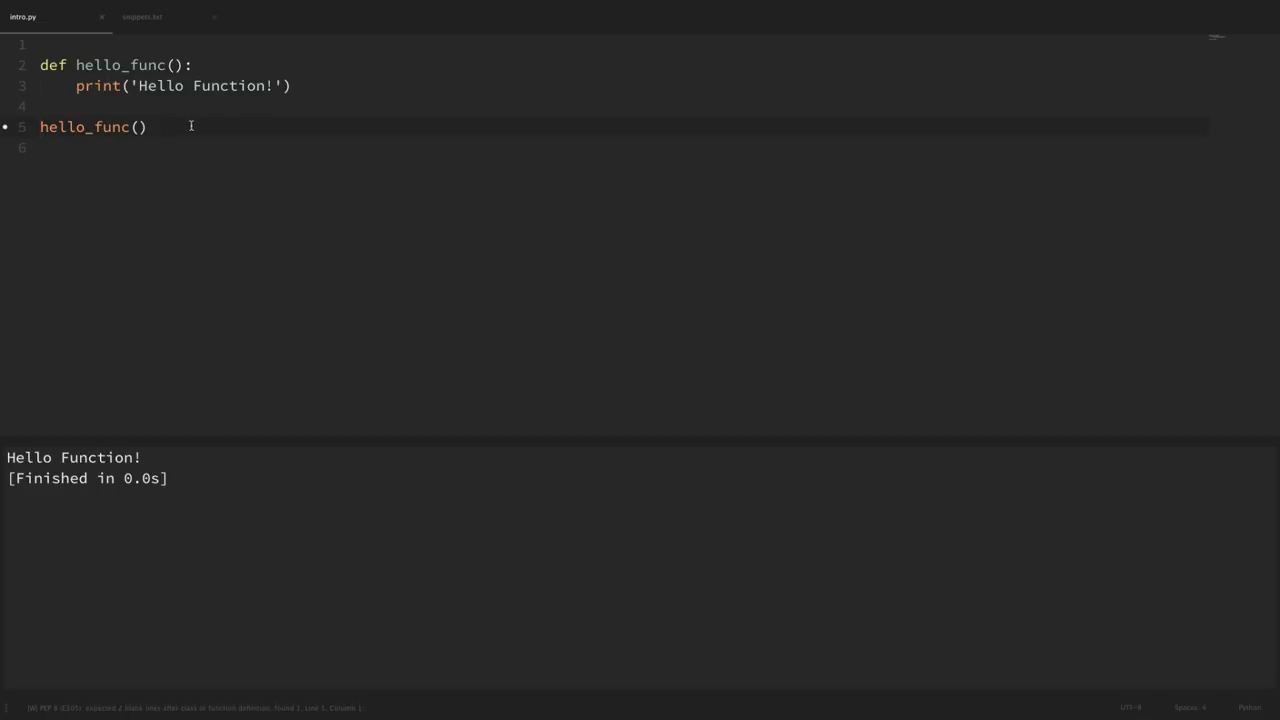 intro.py snippets.txt
1
2 def hello_func():
3 print('Hello Function!')
4
5 hello_func()
6
Hello Function!
[Finished in 0.0s]
[W] PEP 8 (E305): expected 2 blank lines after class or function definition, found 1, Line 5, Column 1
UTF-8 Spaces: 4 Python